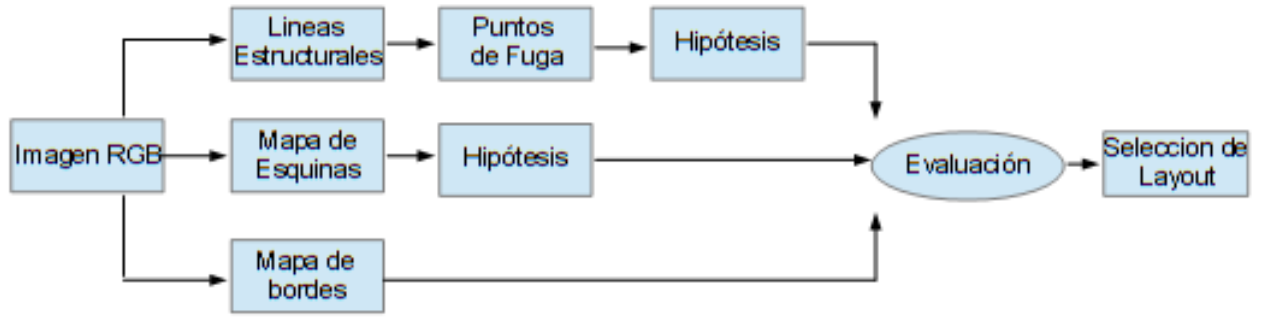 Lineas
Estructurales
Puntos
de Fuga
Hipótesis
Imagen RGB
Mapa de
Esquinas
Hipótesis
Evaluación
Seleccion de
Layout
Mapa de
bordes